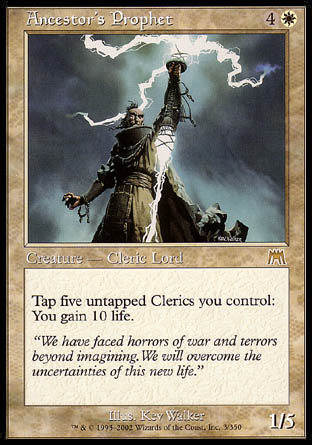 Ancestor's Prophet 4
KEV WALKER
Creature — Cleric Lord
Tap five untapped Clerics you control:
You gain 10 life.
"We have faced horrors of war and terrors
beyond imagining. We will overcome the
uncertainties of this new life."
Illus. Kev Walker
™ & © 1993–2002 Wizards of the Coast, Inc. 3/350
1/5